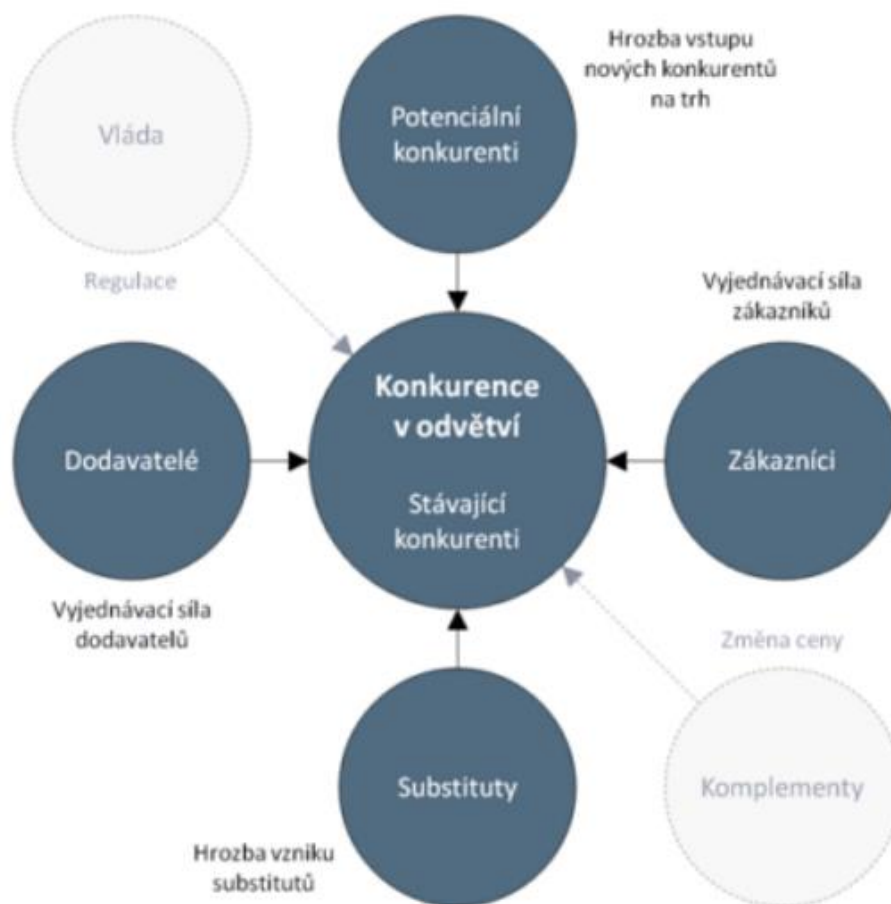 Hrozba vstupu
nových konkurentů
na trh
Vláda
Potenciální
konkurenti
Regulace
Vyjednávací síla
zákazníků
Konkurence
v odvětví
Dodavatelé
Stávající
konkurenti
Zákazníci
Vyjednávací síla
dodavatelů
Změna ceny
Substituty
Komplementy
Hrozba vzniku
substitutů